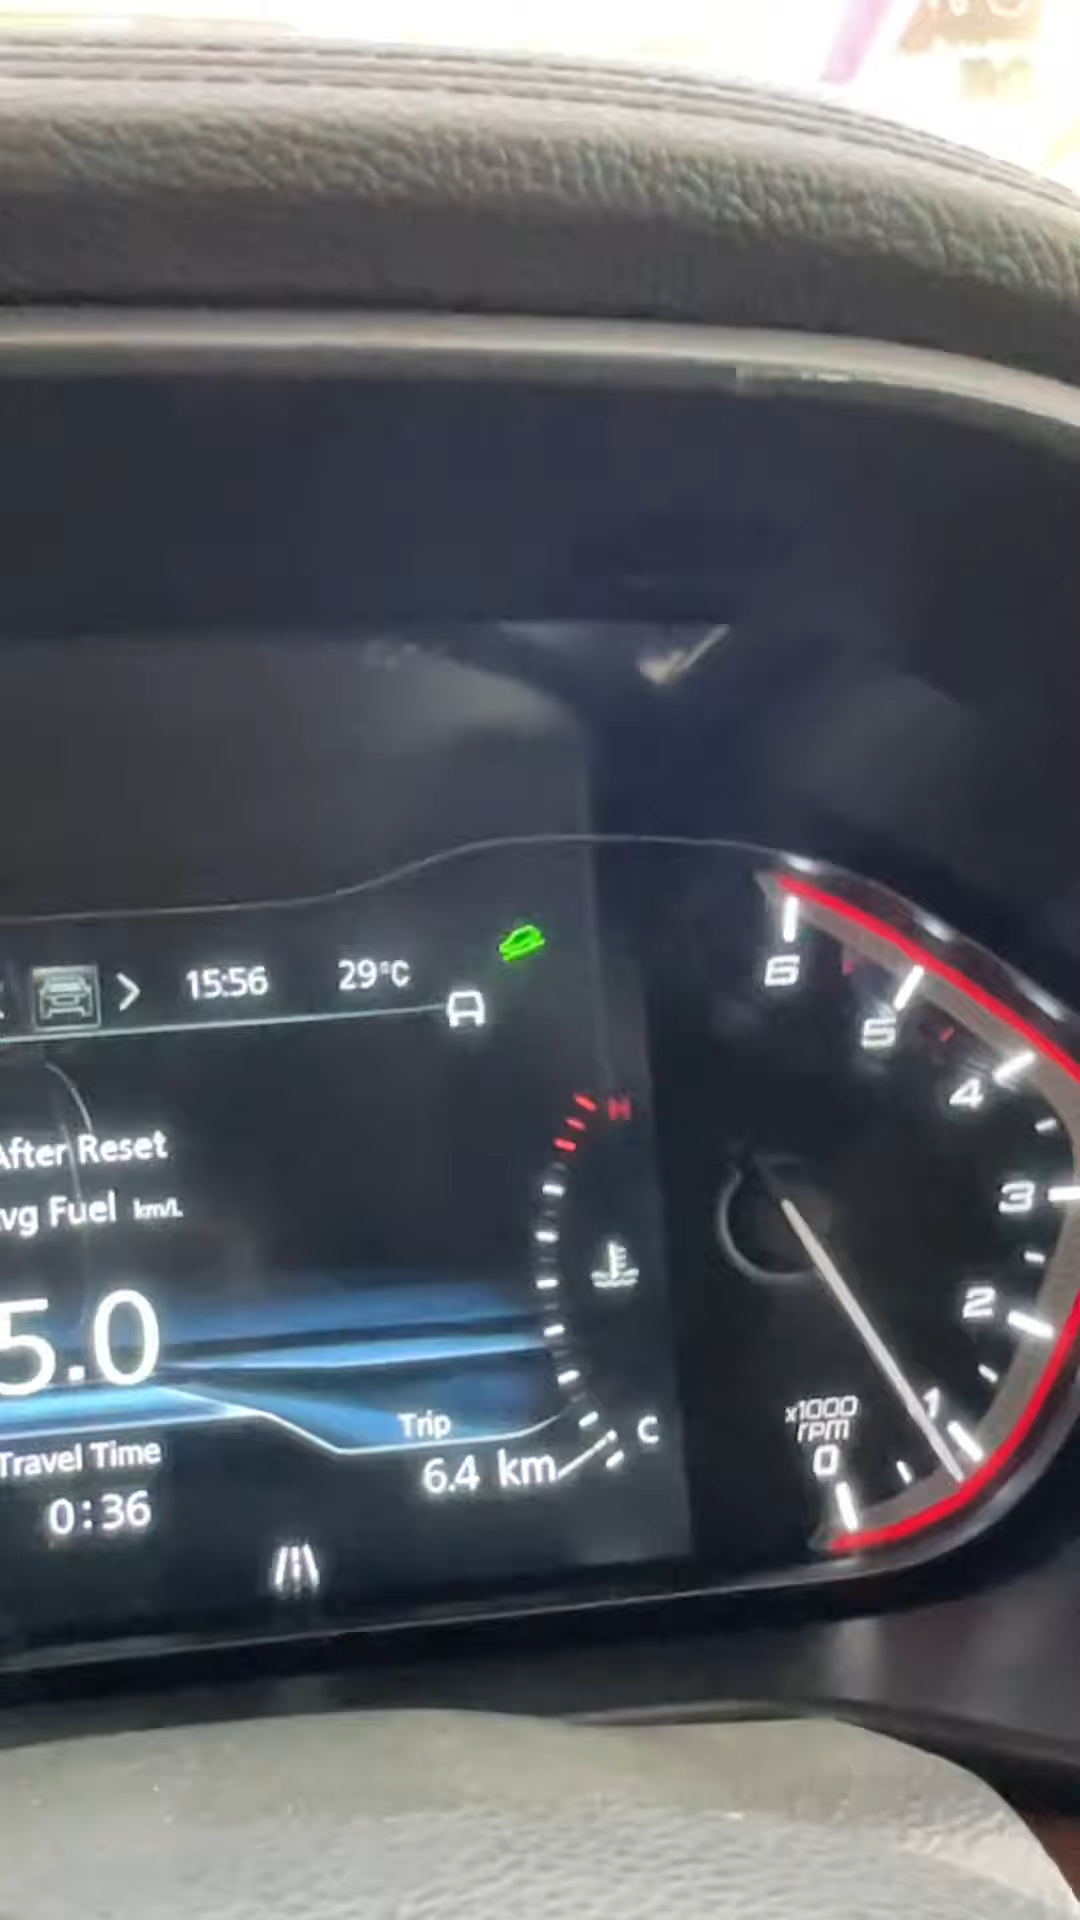 15:56 29°C
After Reset
vg Fuel km/L
5.0
Travel Time
0:36
Trip
6.4 km
H
C
6
5
4
3
2
1
0
x1000
rpm